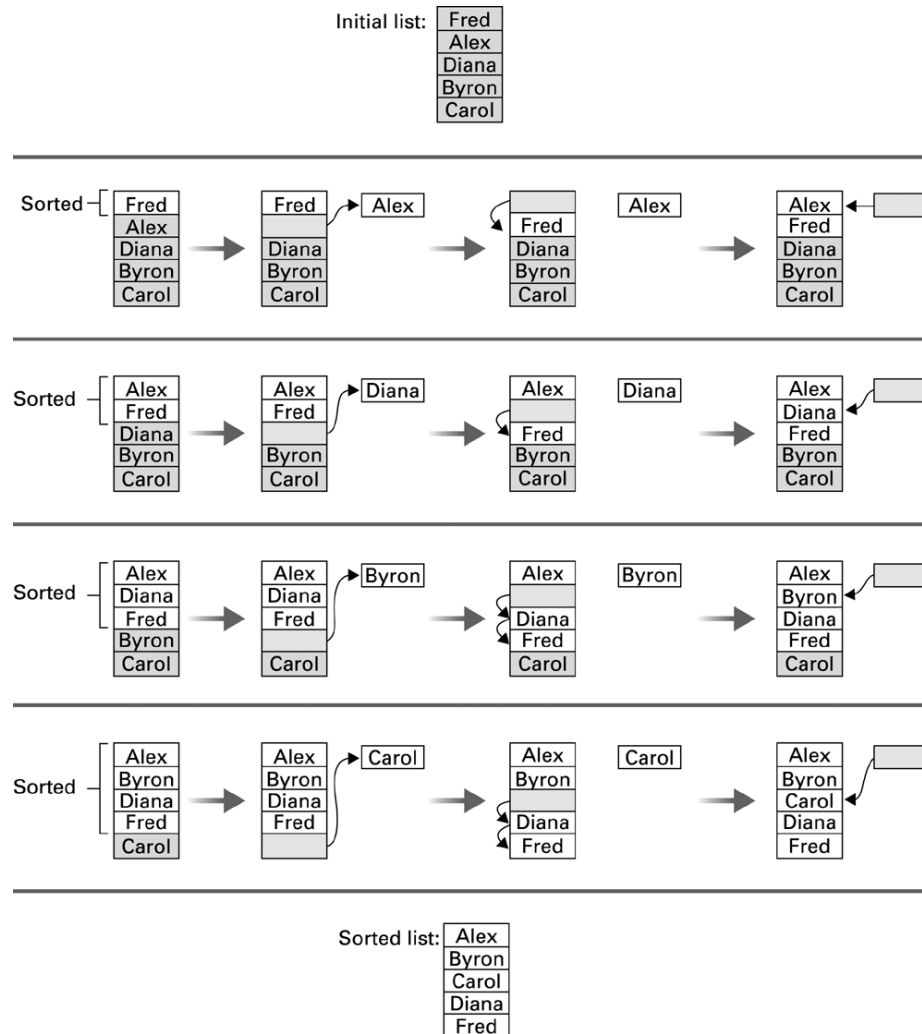 Initial list:
Fred
Alex
Diana
Byron
Carol
Sorted
Fred
Alex
Diana
Byron
Carol
Fred
Diana
Byron
Carol
Alex
Fred
Diana
Byron
Carol
Alex
Alex
Fred
Diana
Byron
Carol
Sorted
Alex
Fred
Diana
Byron
Carol
Alex
Fred
Byron
Carol
Diana
Alex
Fred
Byron
Carol
Diana
Alex
Diana
Fred
Byron
Carol
Sorted
Alex
Diana
Fred
Byron
Carol
Alex
Diana
Fred
Carol
Byron
Alex
Diana
Fred
Carol
Byron
Alex
Byron
Diana
Fred
Carol
Sorted
Alex
Byron
Diana
Fred
Carol
Alex
Byron
Diana
Fred
Carol
Alex
Byron
Diana
Fred
Carol
Alex
Byron
Carol
Diana
Fred
Sorted list:
Alex
Byron
Carol
Diana
Fred